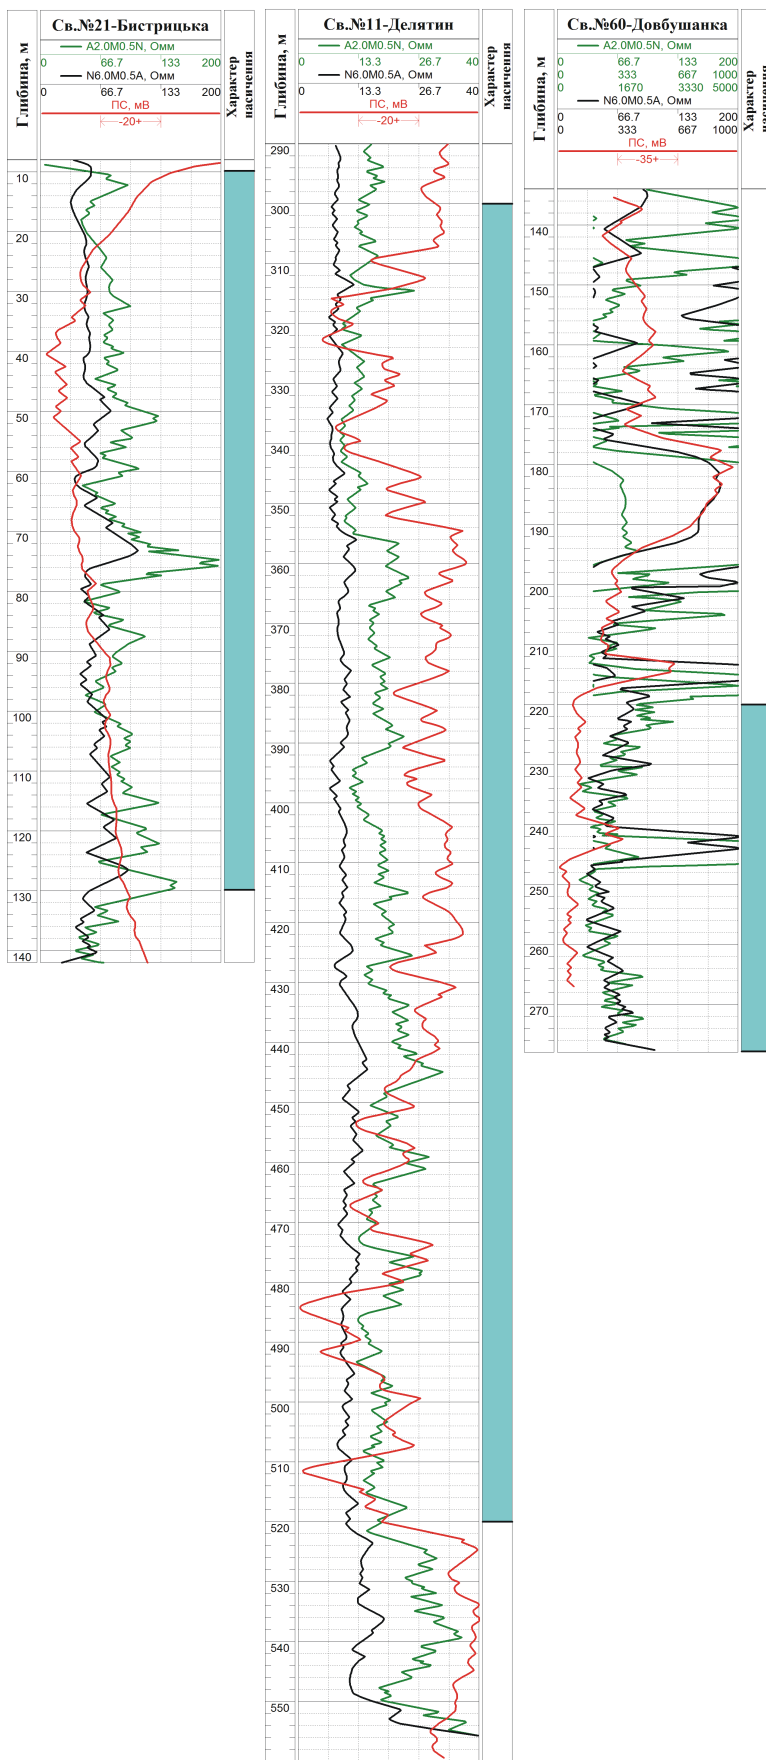 Св.№21-Бистрицька
Глибина, м
A2.0M0.5N, Омм
0 66.7 133 200
N6.0M0.5A, Омм
0 66.7 133 200
ПС, мВ
-20+
Характер
насичення
10
20
30
40
50
60
70
80
90
100
110
120
130
140
Св.№11-Делятин
Глибина, м
A2.0M0.5N, Омм
0 13.3 26.7 40
N6.0M0.5A, Омм
0 13.3 26.7 40
ПС, мВ
-20+
Характер
насичення
290
300
310
320
330
340
350
360
370
380
390
400
410
420
430
440
450
460
470
480
490
500
510
520
530
540
550
Св.№60-Довбушанка
Глибина, м
A2.0M0.5N, Омм
0 66.7 133 200
0 333 667 1000
0 1670 3330 5000
N6.0M0.5A, Омм
0 66.7 133 200
0 333 667 1000
ПС, мВ
-35+
Характер
насичення
140
150
160
170
180
190
200
210
220
230
240
250
260
270